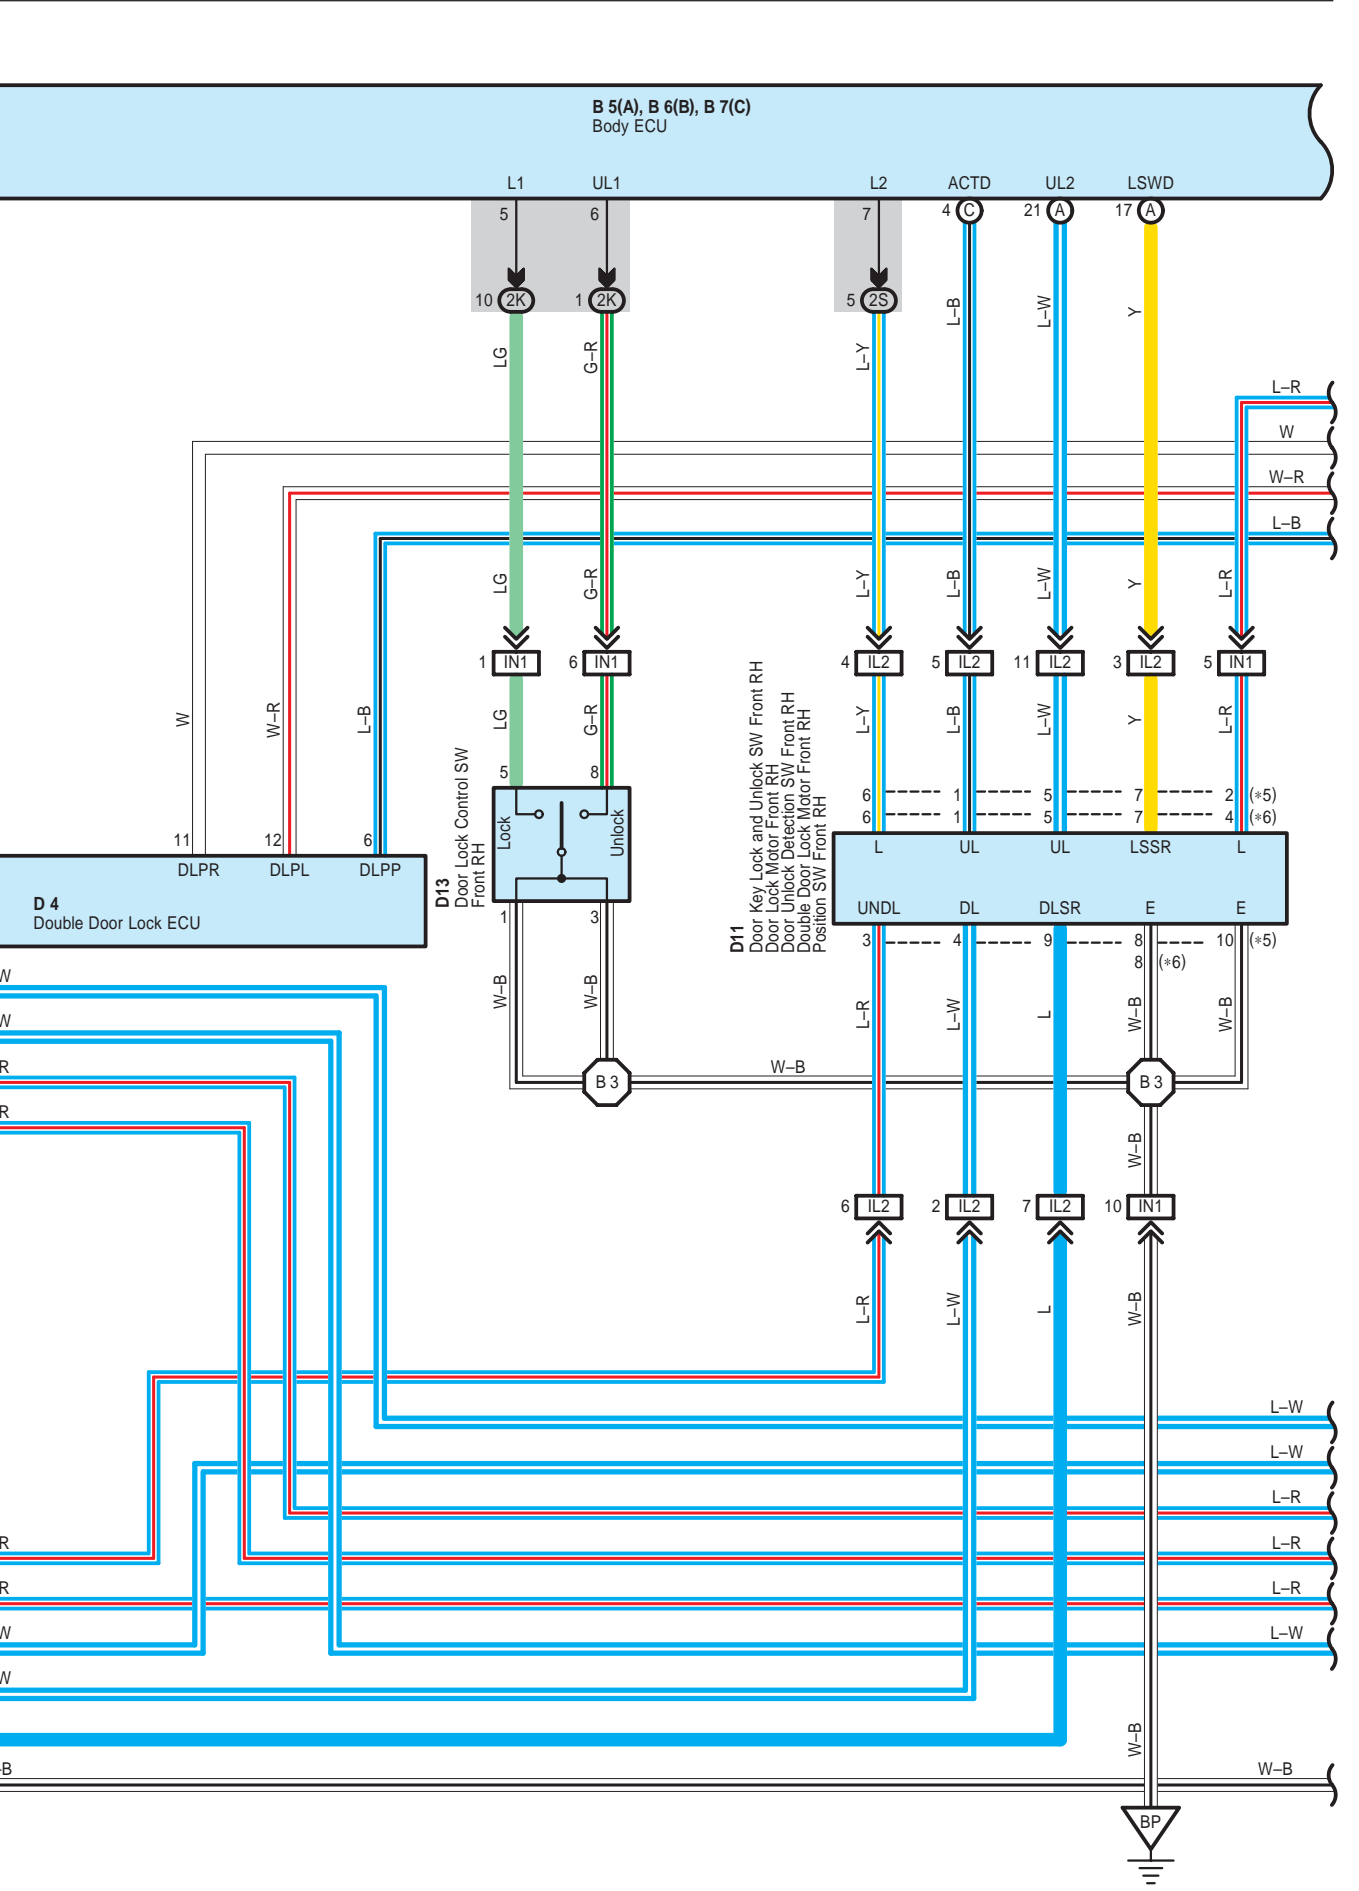 B 5(A), B 6(B), B 7(C)
Body ECU
L1 UL1 L2 ACTD UL2 LSWD
5 6 7 4 C 21 A 17 A
10 2K 1 2K 5 2S
L–B L–W Y
LG G–R L–Y
L–R
W
W–R
L–B
LG G–R L–Y L–B L–W Y L–R
1 IN1 6 IN1 4 IL2 5 IL2 11 IL2 3 IL2 5 IN1
W W–R L–B LG G–R L–Y L–B L–W Y L–R
5 8
D13
Door Lock Control SW
Front RH
Lock
Unlock
D11
Door Key Lock and Unlock SW Front RH
Door Lock Motor Front RH
Door Unlock Detection SW Front RH
Double Door Lock Motor Front RH
Position SW Front RH
6 1 5 7 2 (∗5)
6 1 5 7 4 (∗6)
11 12 6
L UL UL LSSR L
DLPR DLPL DLPP
D 4
Double Door Lock ECU
UNDL DL DLSR E E
1 3
3 4 9 8 10 (∗5)
8 (∗6)
W
W–B W–B L–R L–W L W–B W–B
W
R
W–B
B 3 B 3
R
W–B
6 IL2 2 IL2 7 IL2 10 IN1
L–R L–W L W–B
L–W
L–W
L–R
R L–R
R L–R
W L–W
W
W–B
–B W–B
BP